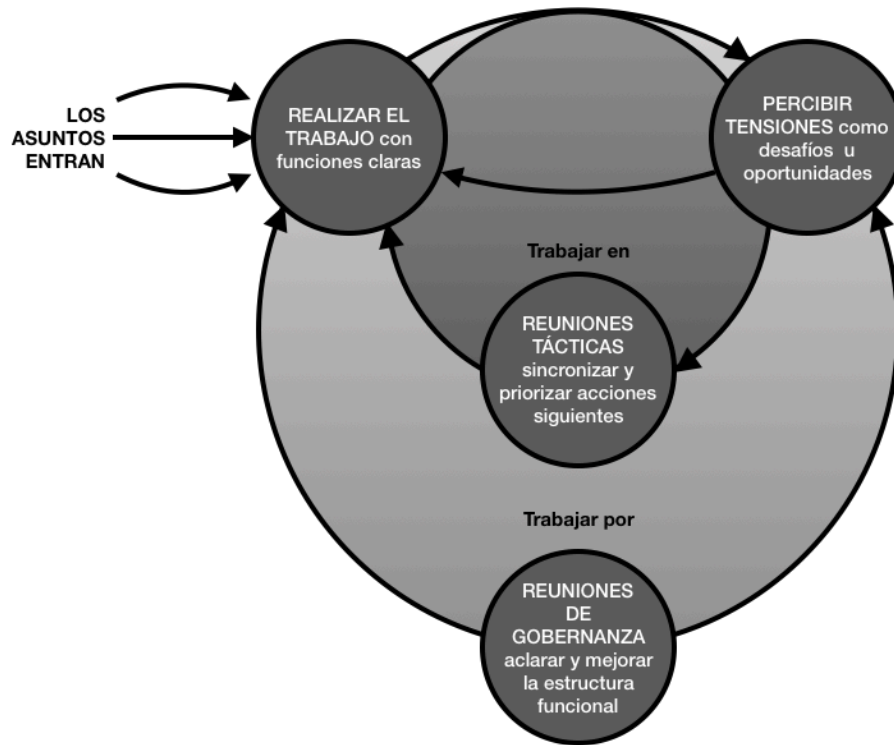 LOS
ASUNTOS
ENTRAN
REALIZAR EL
TRABAJO con
funciones claras
PERCIBIR
TENSIONES como
desafíos u
oportunidades
Trabajar en
REUNIONES
TÁCTICAS
sincronizar y
priorizar acciones
siguientes
Trabajar por
REUNIONES
DE
GOBERNANZA
aclarar y mejorar
la estructura
funcional